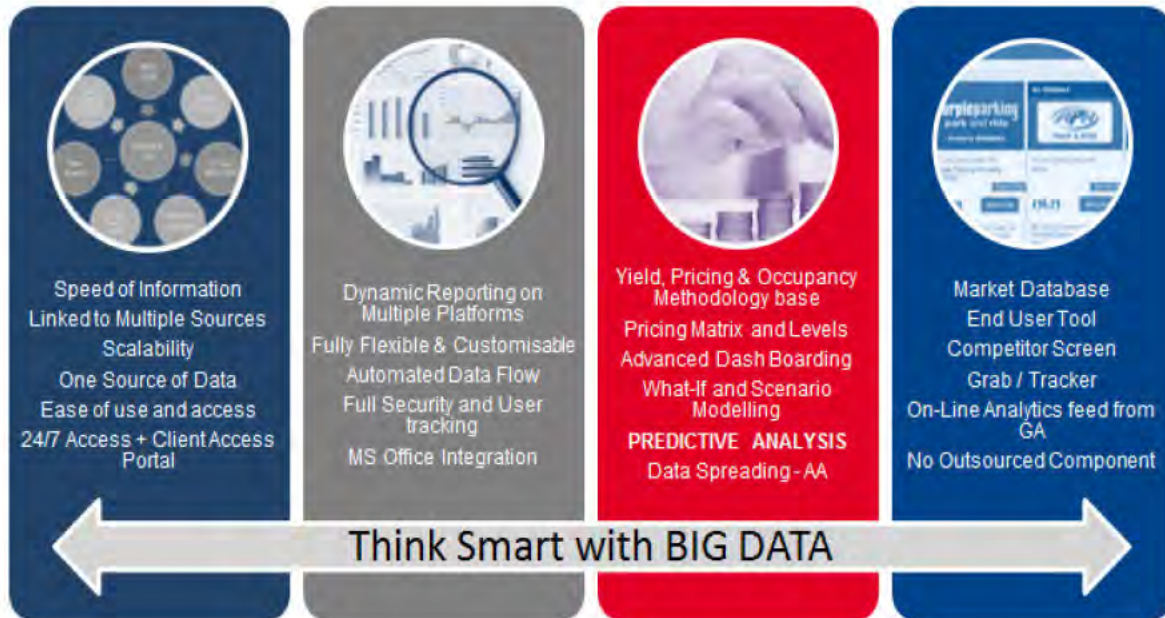 urpleparking
park and ride
Speed of Information
Linked to Multiple Sources
Scalability
One Source of Data
Ease of use and access
24/7 Access + Client Access
Portal
Dynamic Reporting on
Multiple Platforms
Fully Flexible & Customisable
Automated Data Flow
Full Security and User
tracking
MS Office Integration
Yield, Pricing & Occupancy
Methodology base
Pricing Matrix and Levels
Advanced Dash Boarding
What-If and Scenario
Modelling
PREDICTIVE ANALYSIS
Data Spreading - AA
Market Database
End User Tool
Competitor Screen
Grab / Tracker
On-Line Analytics feed from
GA
No Outsourced Component
Think Smart with BIG DATA